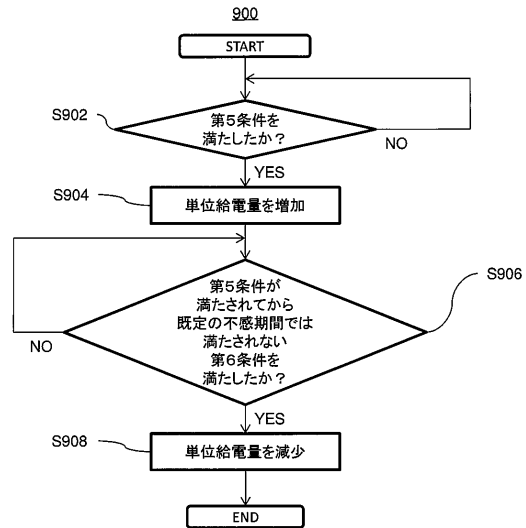 900
START
S902
第5条件を
満たしたか？
NO
YES
S904
単位給電量を増加
S906
第5条件が
満たされてから
既定の不感期間では
満たされない
第6条件を
満たしたか？
NO
YES
S908
単位給電量を減少
END